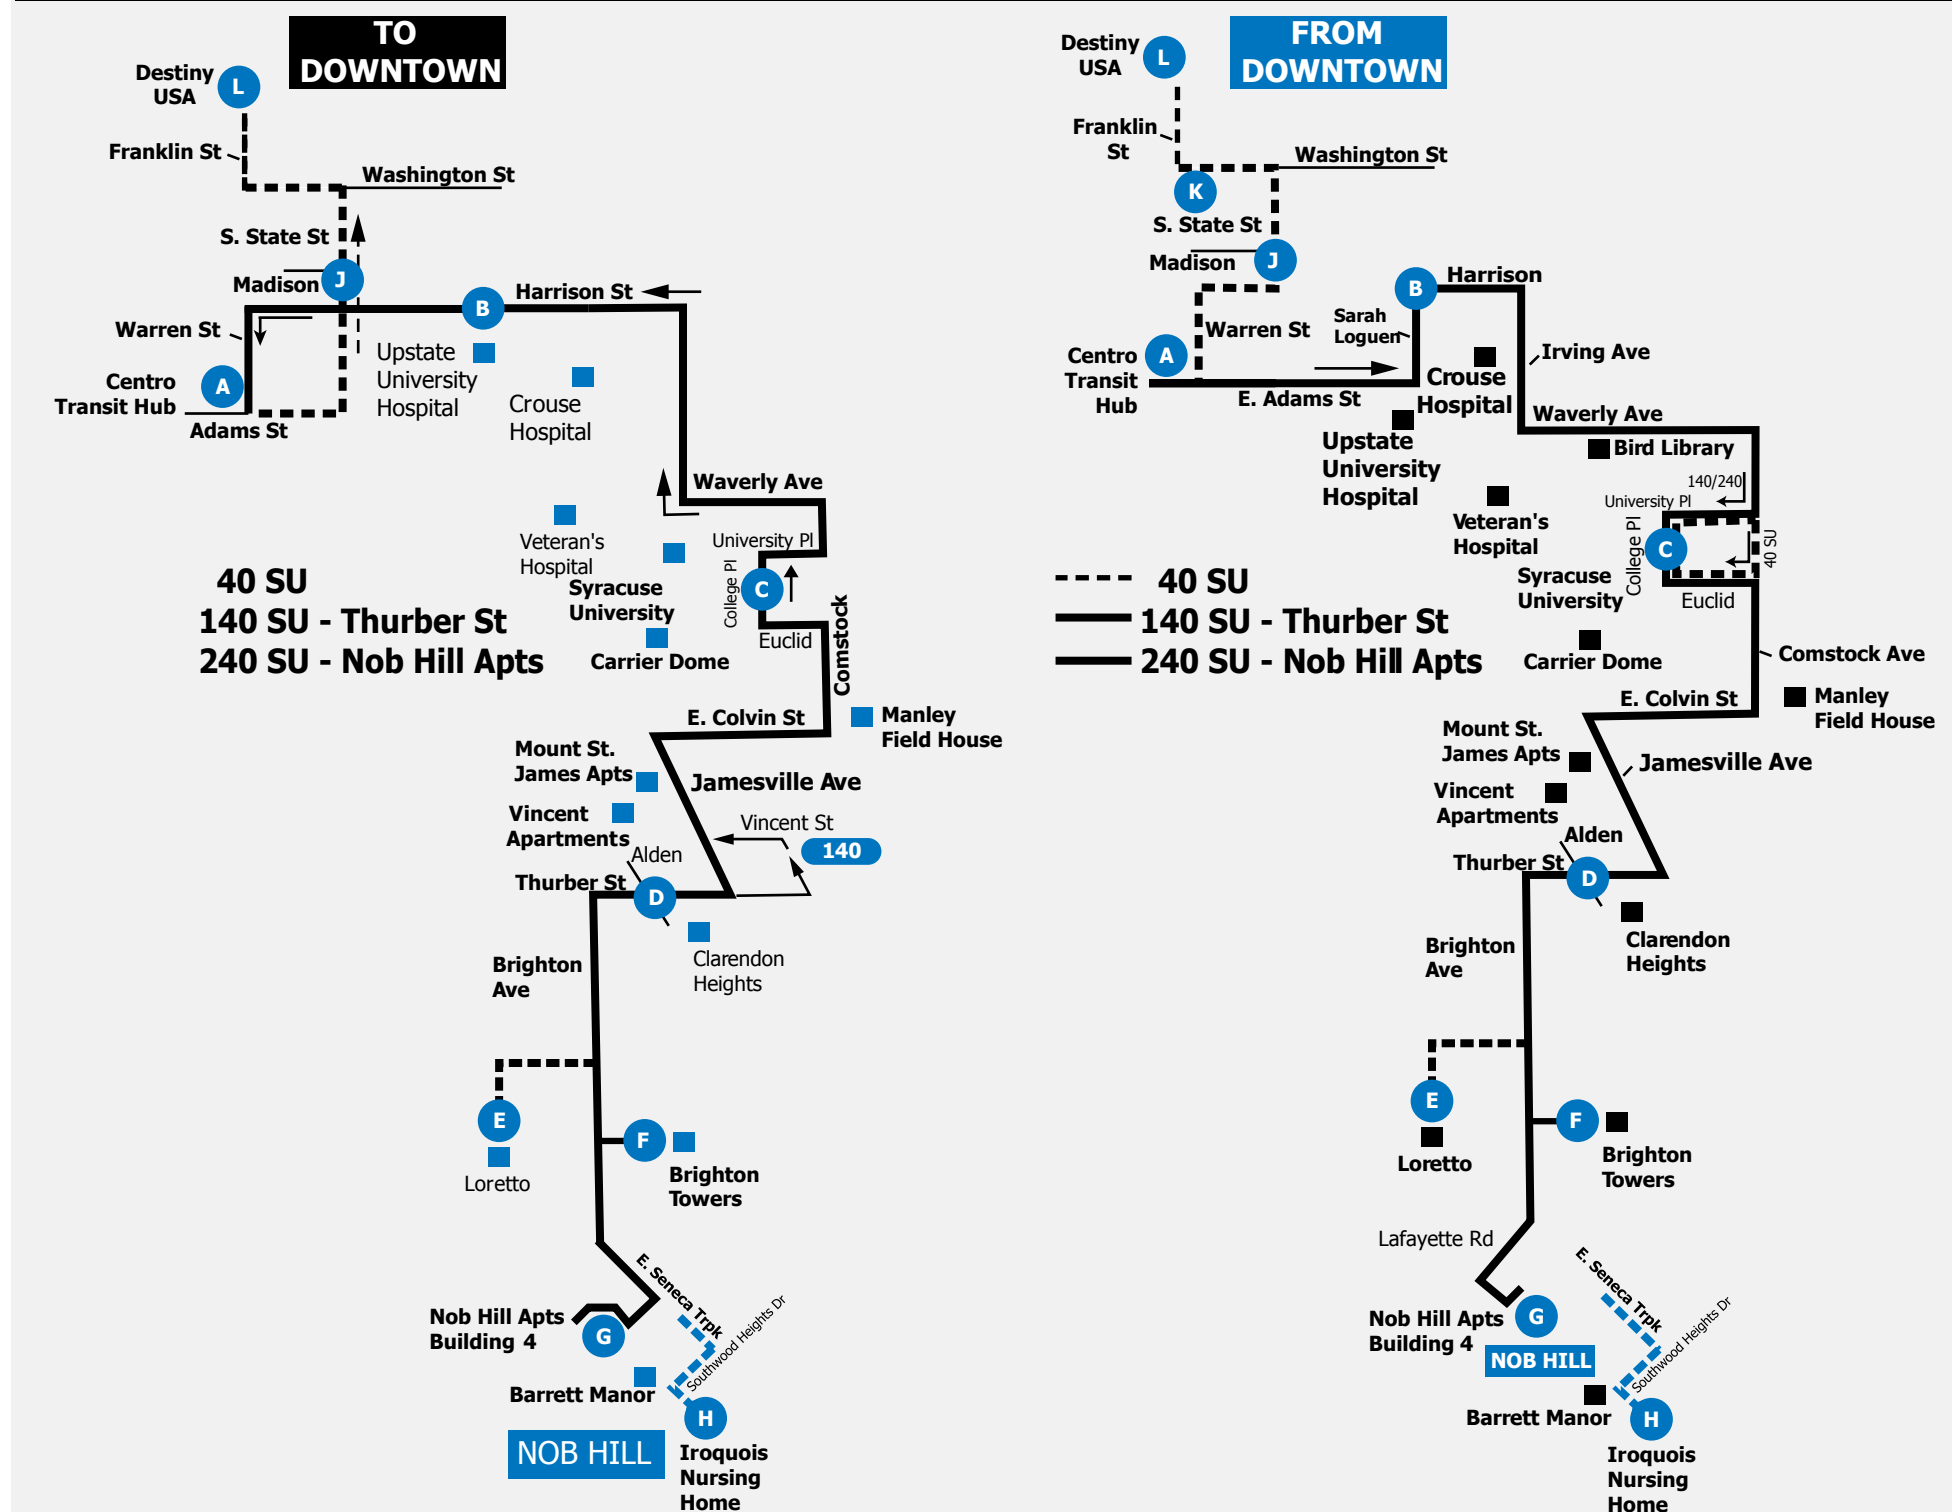 TO
DOWNTOWN
Destiny
USA
L
Franklin St
Washington St
S. State St
Madison
J
Harrison St
B
Warren St
Upstate
University
Hospital
Centro
Transit Hub
A
Adams St
Crouse
Hospital
Waverly Ave
Veteran's
Hospital
University Pl
College Pl
C
Syracuse
University
Euclid
Comstock
Carrier Dome
40 SU
140 SU - Thurber St
240 SU - Nob Hill Apts
E. Colvin St
Manley
Field House
Mount St.
James Apts
Jamesville Ave
Vincent
Apartments
Vincent St
140
Alden
Thurber St
D
Clarendon
Heights
Brighton
Ave
E
Loretto
F
Brighton
Towers
E. Seneca Trpk
Southwood Heights Dr
Nob Hill Apts
Building 4
G
Barrett Manor
H
NOB HILL
Iroquois
Nursing
Home
FROM
DOWNTOWN
Destiny
USA
L
Franklin
St
Washington St
K
S. State St
Madison
J
B
Harrison
Warren St
Sarah
Loguen
Irving Ave
Centro
Transit
Hub
A
E. Adams St
Crouse
Hospital
Waverly Ave
Upstate
University
Hospital
Bird Library
140/240
University Pl
Veteran's
Hospital
College Pl
C
40 SU
Syracuse
University
Euclid
40 SU
140 SU - Thurber St
240 SU - Nob Hill Apts
Carrier Dome
Comstock Ave
E. Colvin St
Manley
Field House
Mount St.
James Apts
Jamesville Ave
Vincent
Apartments
Alden
Thurber St
D
Clarendon
Heights
Brighton
Ave
E
Loretto
F
Brighton
Towers
Lafayette Rd
E. Seneca Trpk
Southwood Heights Dr
Nob Hill Apts
Building 4
G
NOB HILL
Barrett Manor
H
Iroquois
Nursing
Home